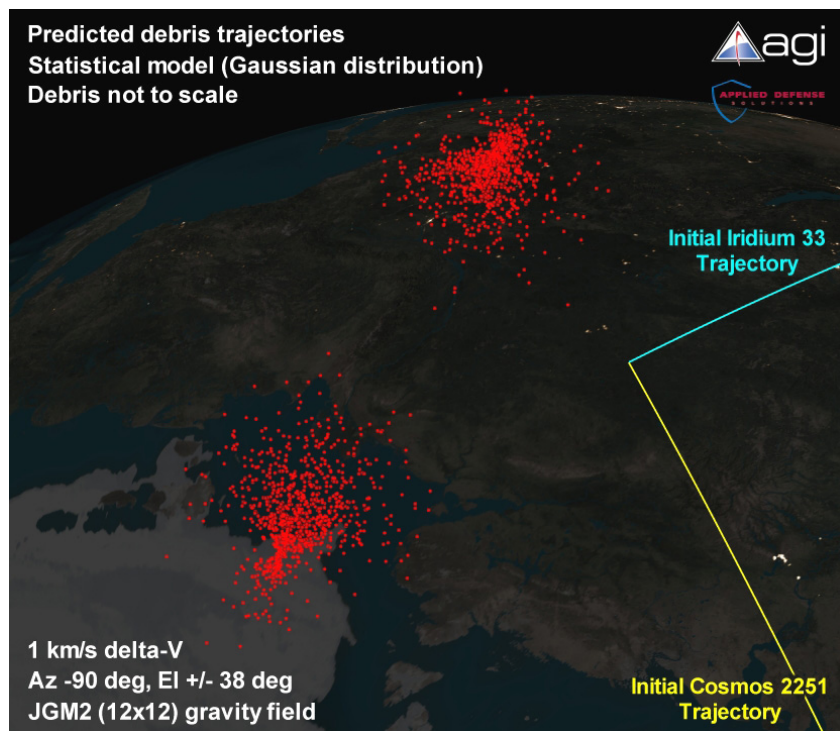 Predicted debris trajectories
Statistical model (Gaussian distribution)
Debris not to scale
agi
APPLIED DEFENSE
SOLUTIONS
Initial Iridium 33
Trajectory
1 km/s delta-V
Az -90 deg, El +/- 38 deg
JGM2 (12x12) gravity field
Initial Cosmos 2251
Trajectory